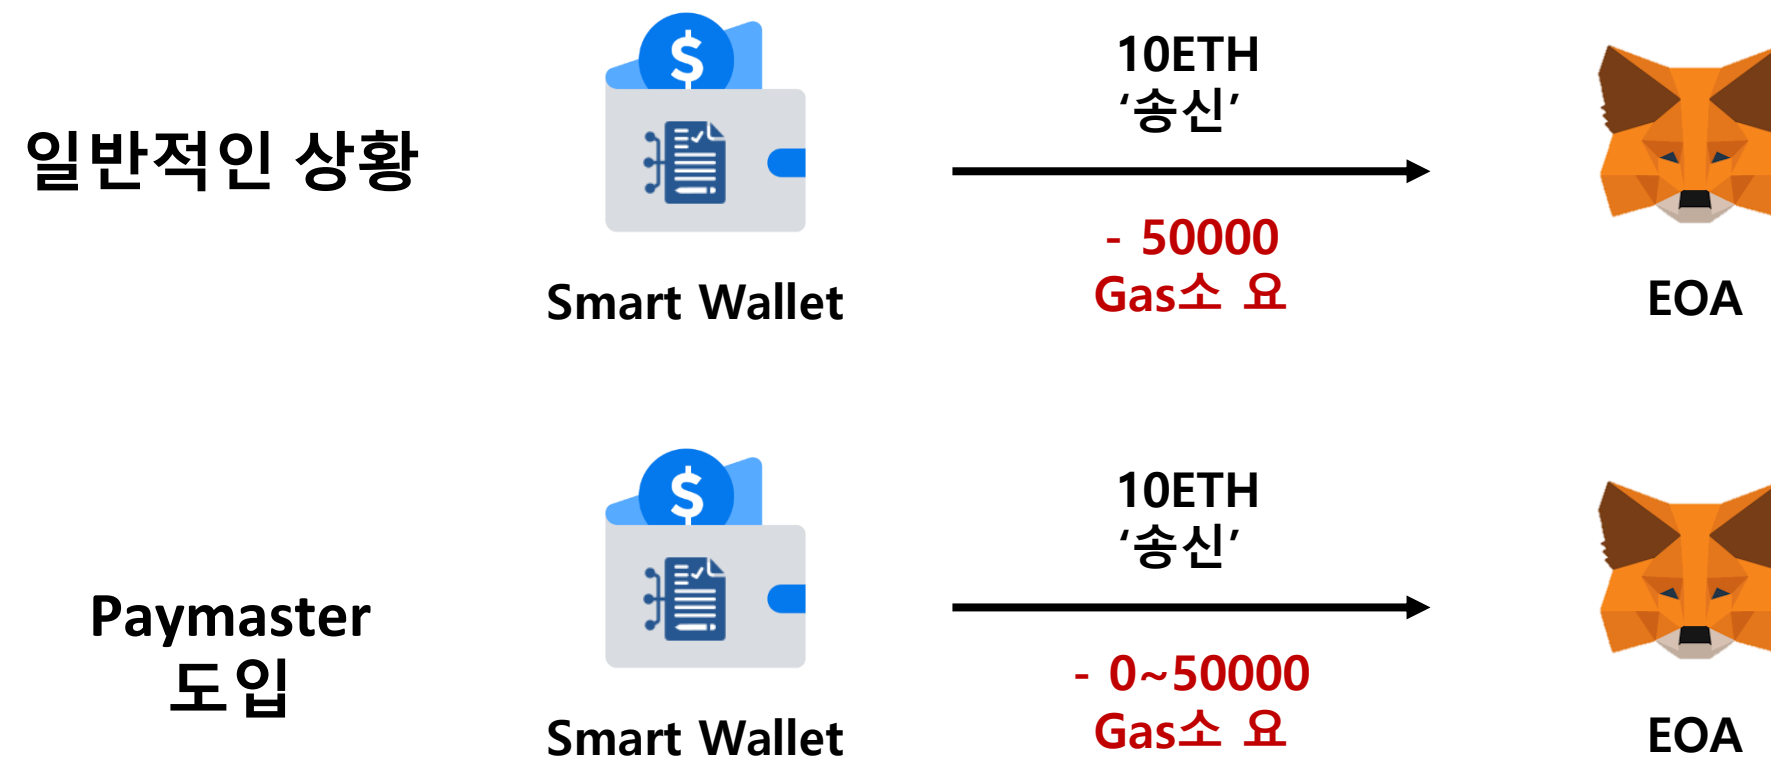 일반적인 상황
10ETH
‘송신’
- 50000
Gas소 요
Smart Wallet
EOA
Paymaster
도입
10ETH
‘송신’
- 0~50000
Gas소 요
Smart Wallet
EOA